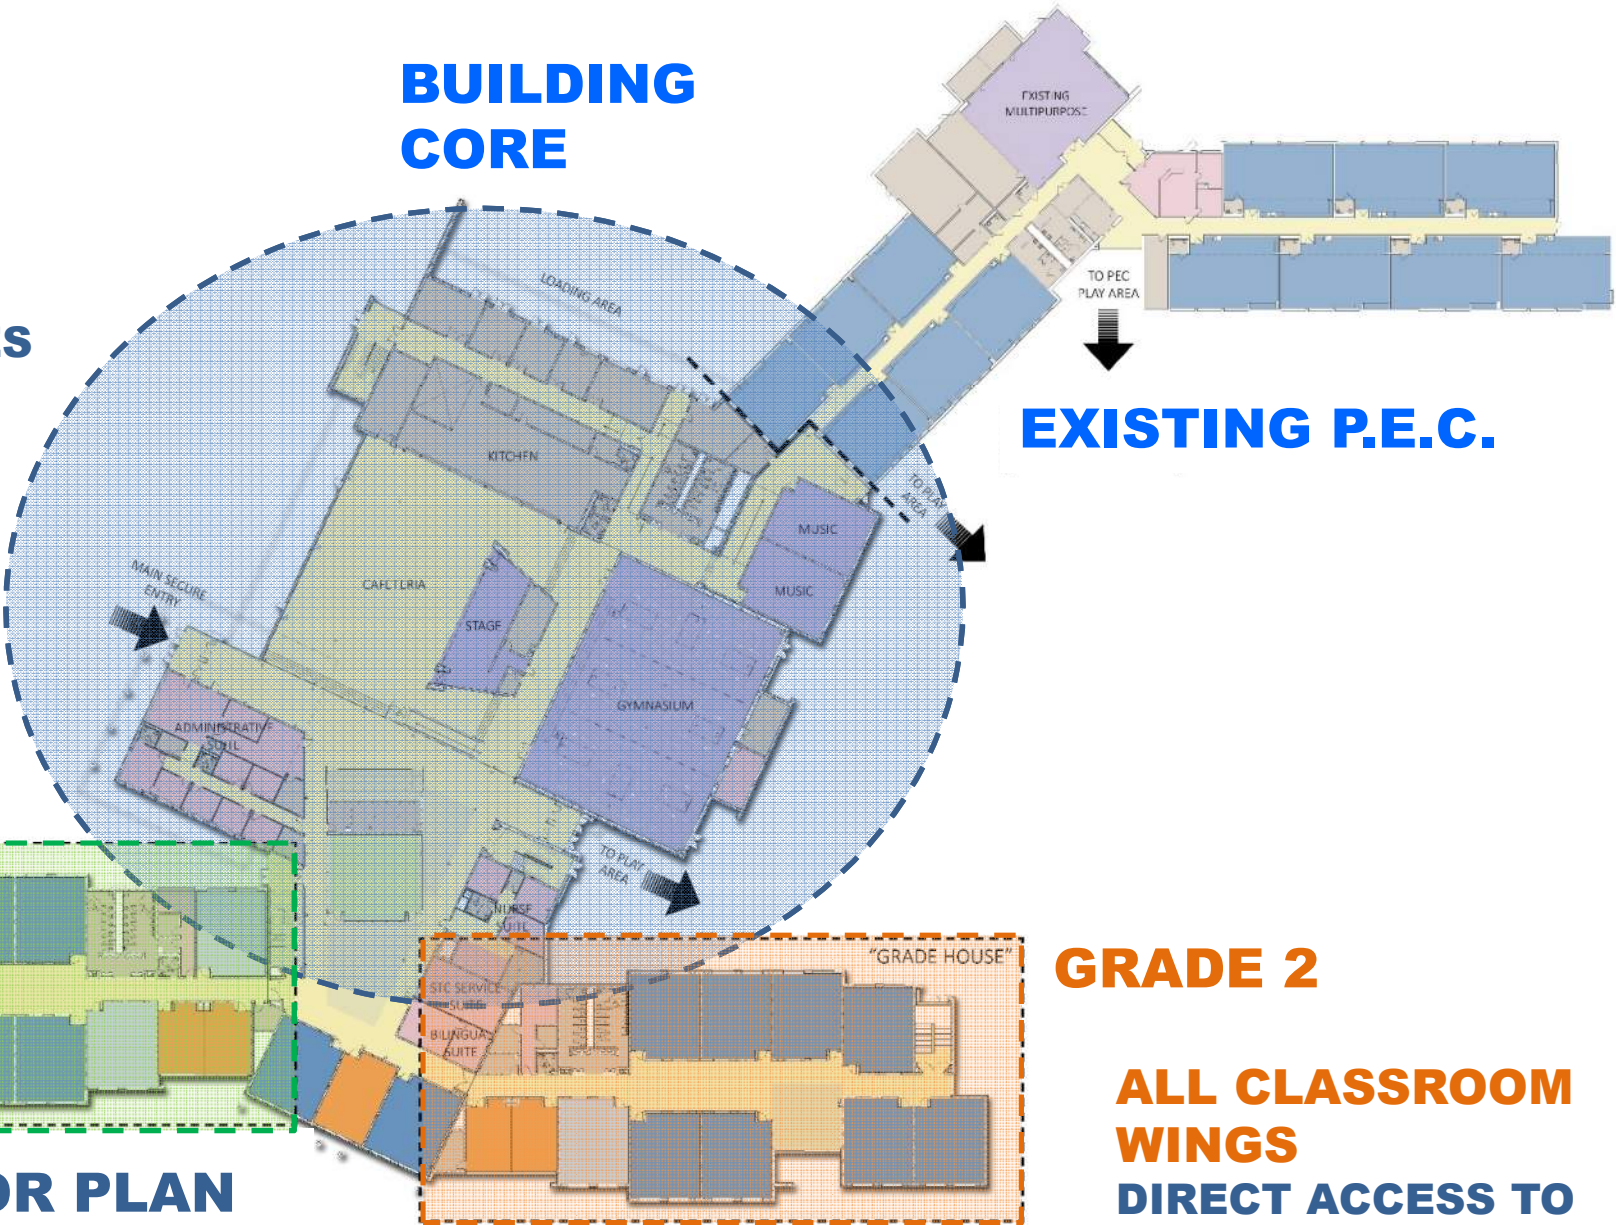 BUILDING
CORE
EXISTING
MULTIPURPOSE
LOADING AREA
TO PEC
PLAY AREA
EXISTING P.E.C.
KITCHEN
TO PLAY
AREA
MUSIC
MUSIC
MAIN SECURE
ENTRY
CAFETERIA
STAGE
GYMNASIUM
ADMINISTRATIVE
SUITE
TO PLAY
AREA
NURSE
SUITE
"GRADE HOUSE"
GRADE 2
SERVICE
SUITE
BILINGUAL
SUITE
ALL CLASSROOM
WINGS
DIRECT ACCESS TO
OR PLAN